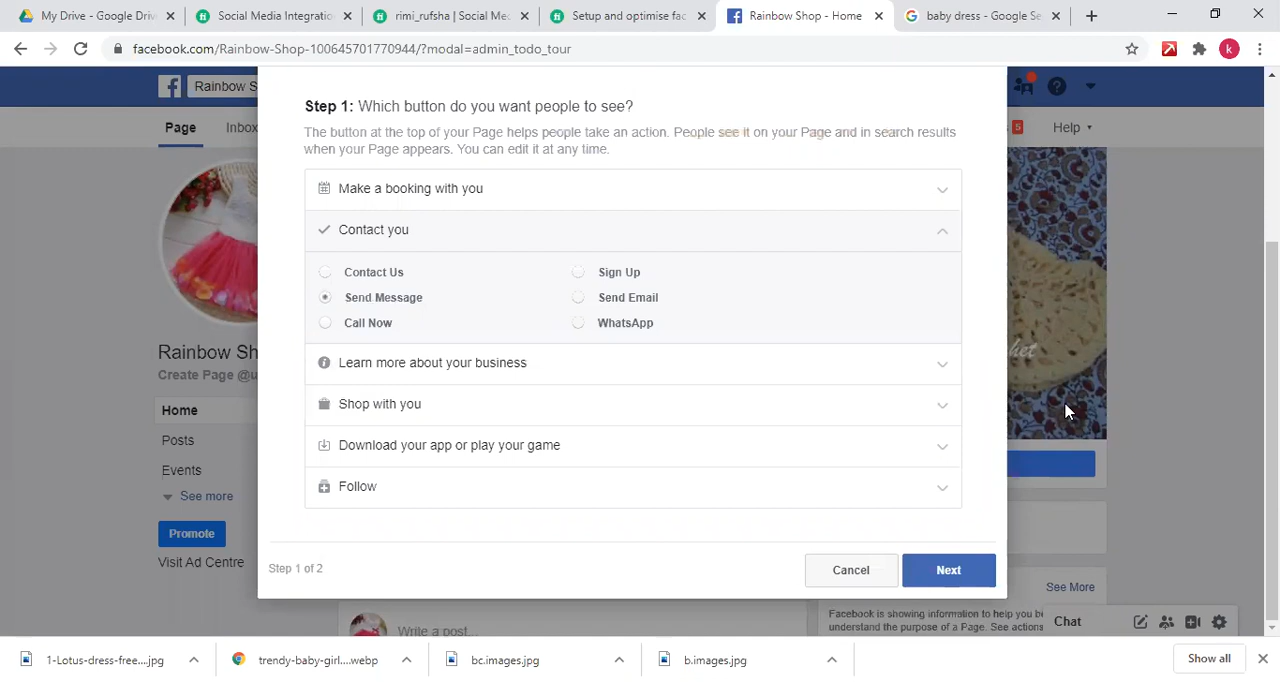 My Drive - Google Driv
Social Media Integratio
rimi_rufsha | Social Me
Setup and optimise fac
Rainbow Shop - Home
baby dress - Google Se
facebook.com/Rainbow-Shop-100645701770944/?modal=admin_todo_tour
k
Rainbow S
Page
Inbox
5
Help
Step 1: Which button do you want people to see?
The button at the top of your Page helps people take an action. People see it on your Page and in search results
when your Page appears. You can edit it at any time.
Make a booking with you
Contact you
Contact Us
Sign Up
Send Message
Send Email
Call Now
WhatsApp
Learn more about your business
Shop with you
Download your app or play your game
Follow
Step 1 of 2
Cancel
Next
Rainbow Sh
Create Page @u
Home
Posts
Events
See more
Promote
Visit Ad Centre
Write a post..
See More
Facebook is showing information to help you b
understand the purpose of a Page. See actions
Chat
1-Lotus-dress-free....jpg
trendy-baby-girl....webp
bc.images.jpg
b.images.jpg
Show all